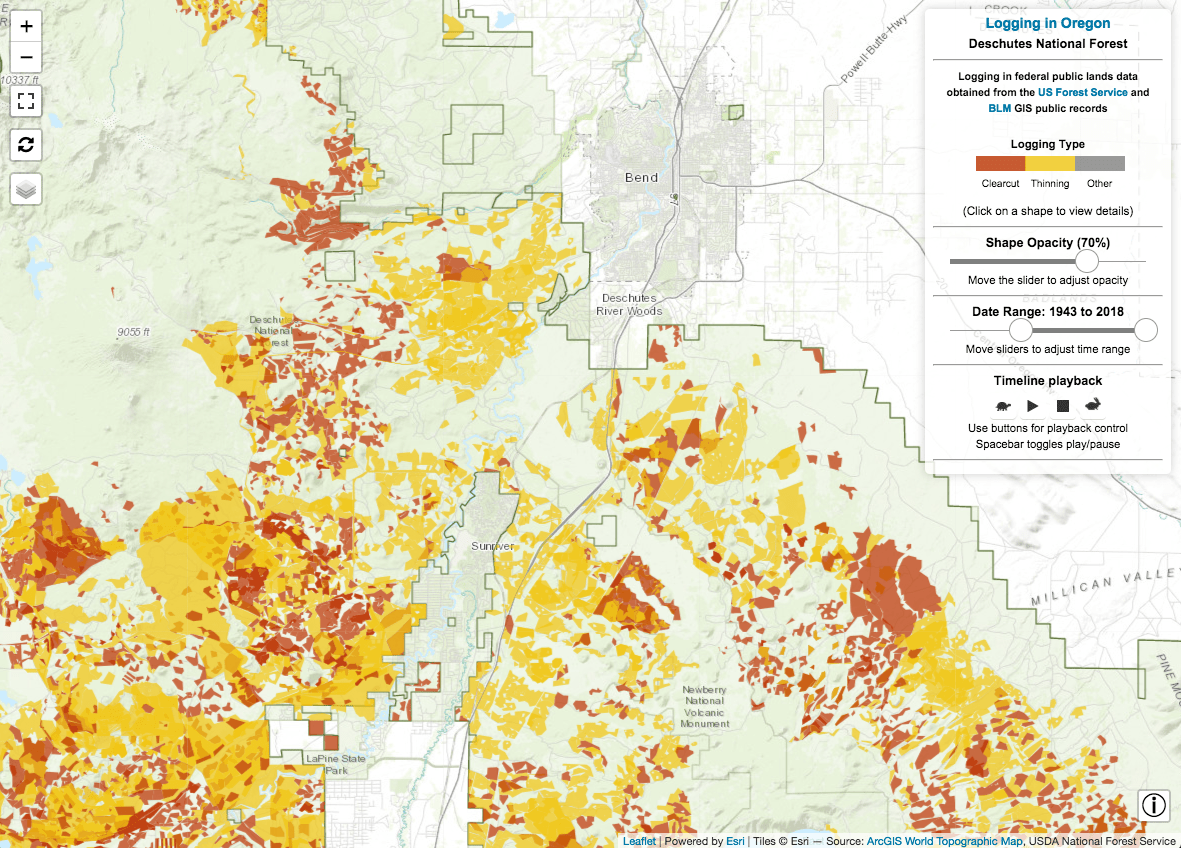 +
−
10337 ft
Powell Butte Hwy
Bend
97
Deschutes
River Woods
9055 ft
National
Sunriver
MILLICAN VALLEY
Newberry
National
Volcanic
Monument
LaPine State
Park
Logging in Oregon
Deschutes National Forest
Logging in federal public lands data
obtained from the US Forest Service and
BLM GIS public records
Logging Type
Clearcut Thinning Other
(Click on a shape to view details)
Shape Opacity (70%)
Move the slider to adjust opacity
BADLANDS
Date Range: 1943 to 2018
Move sliders to adjust time range
Timeline playback
Use buttons for playback control
Spacebar toggles play/pause
Leaflet | Powered by Esri | Tiles © Esri — Source: ArcGIS World Topographic Map, USDA National Forest Service